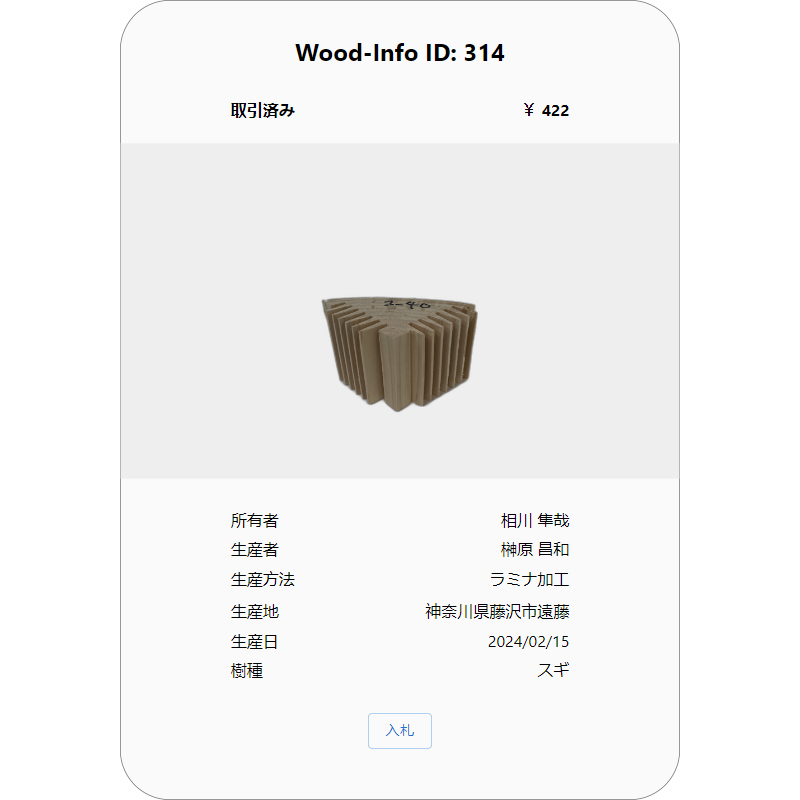 Wood-Info ID: 314
取引済み ￥ 422
2-40
所有者 相川 隼哉
生産者 榊原 昌和
生産方法 ラミナ加工
生産地 神奈川県藤沢市遠藤
生産日 2024/02/15
樹種 スギ
入札